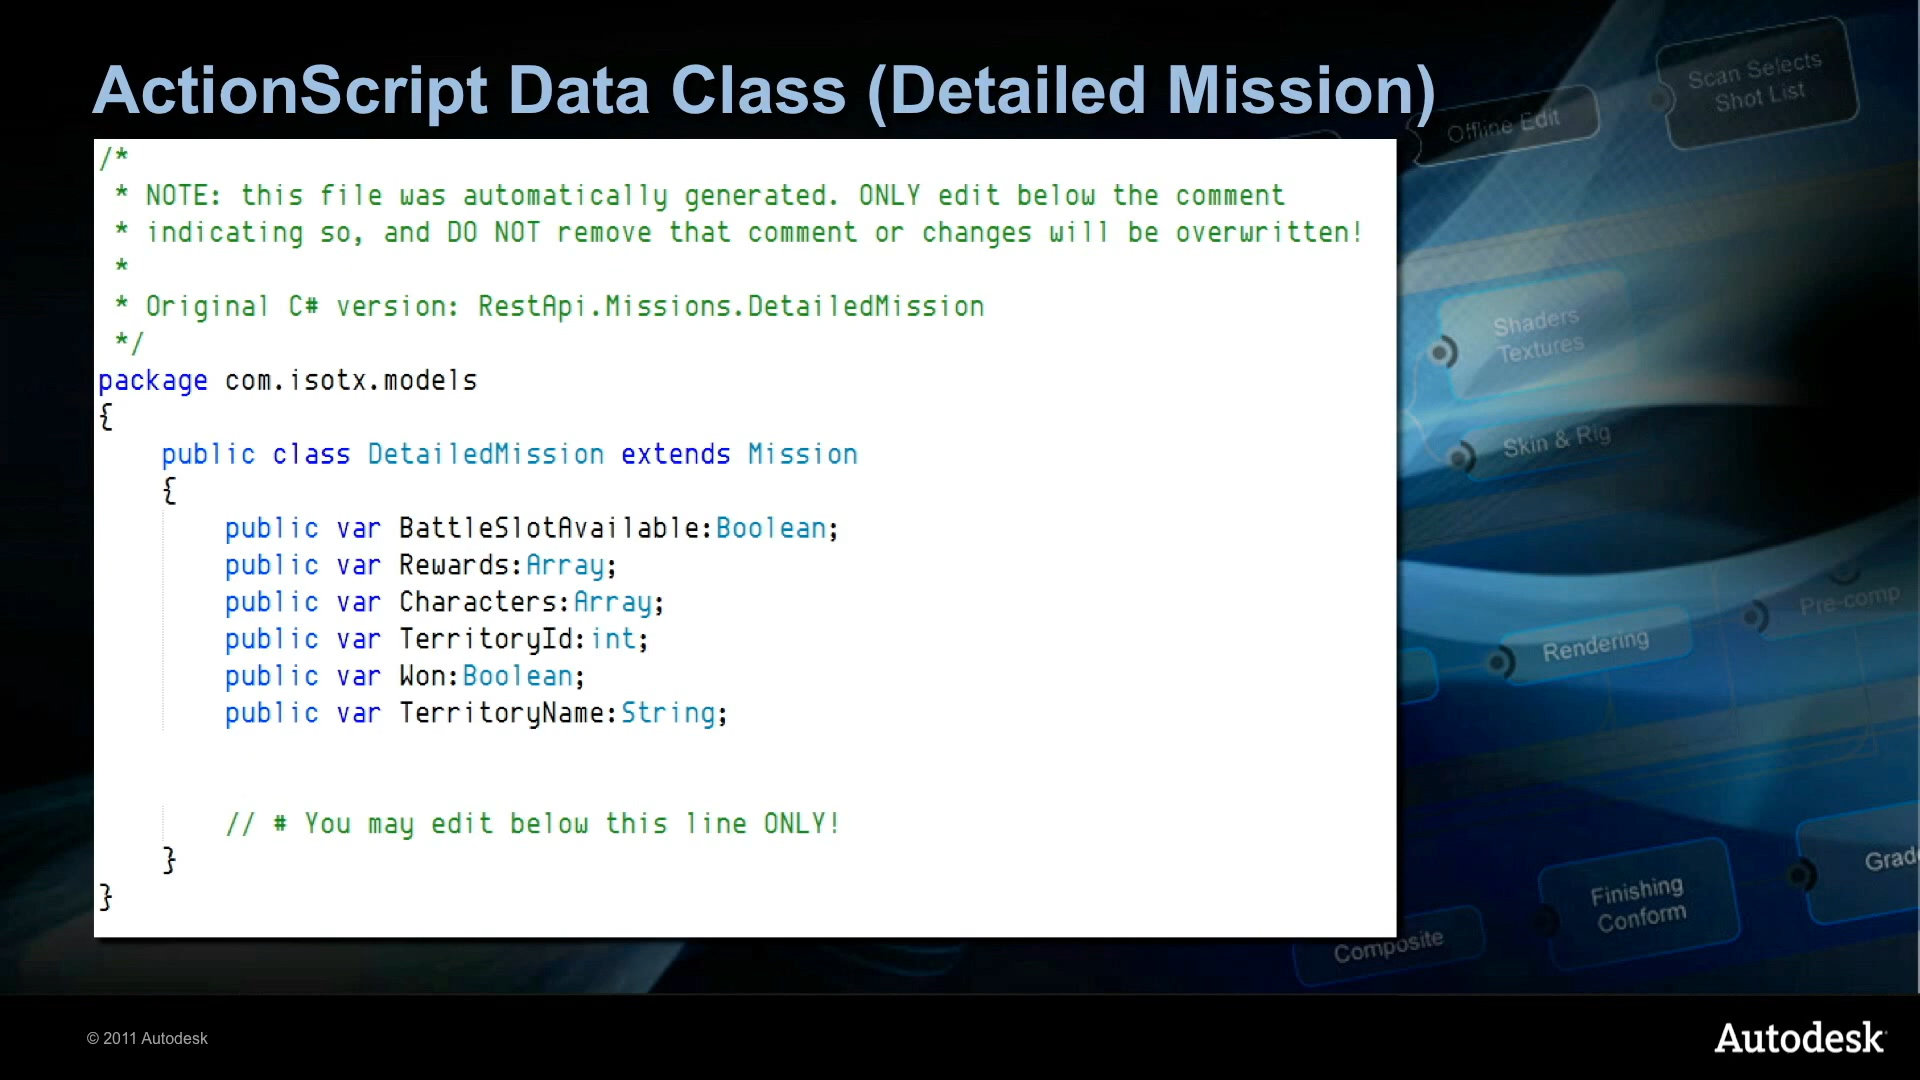 ActionScript Data Class (Detailed Mission)
/*
 * NOTE: this file was automatically generated. ONLY edit below the comment
 * indicating so, and DO NOT remove that comment or changes will be overwritten!
 *
 * Original C# version: RestApi.Missions.DetailedMission
 */
package com.isotx.models
{
    public class DetailedMission extends Mission
    {
        public var BattleSlotAvailable:Boolean;
        public var Rewards:Array;
        public var Characters:Array;
        public var TerritoryId:int;
        public var Won:Boolean;
        public var TerritoryName:String;
        // # You may edit below this line ONLY!
    }
}
Scan Selects
Shot List
Offline Edit
Shaders
Textures
Skin & Rig
Pre-comp
Rendering
Grad
Finishing
Conform
Composite
© 2011 Autodesk
Autodesk